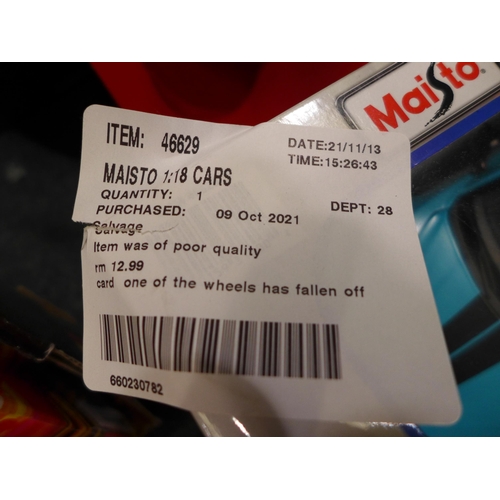 Maisto
ITEM: 46629
DATE:21/11/13
TIME:15:26:43
MAISTO 1:18 CARS
QUANTITY: 1
PURCHASED: 09 Oct 2021
DEPT: 28
Salvage
Item was of poor quality
rm 12.99
card one of the wheels has fallen off
660230782